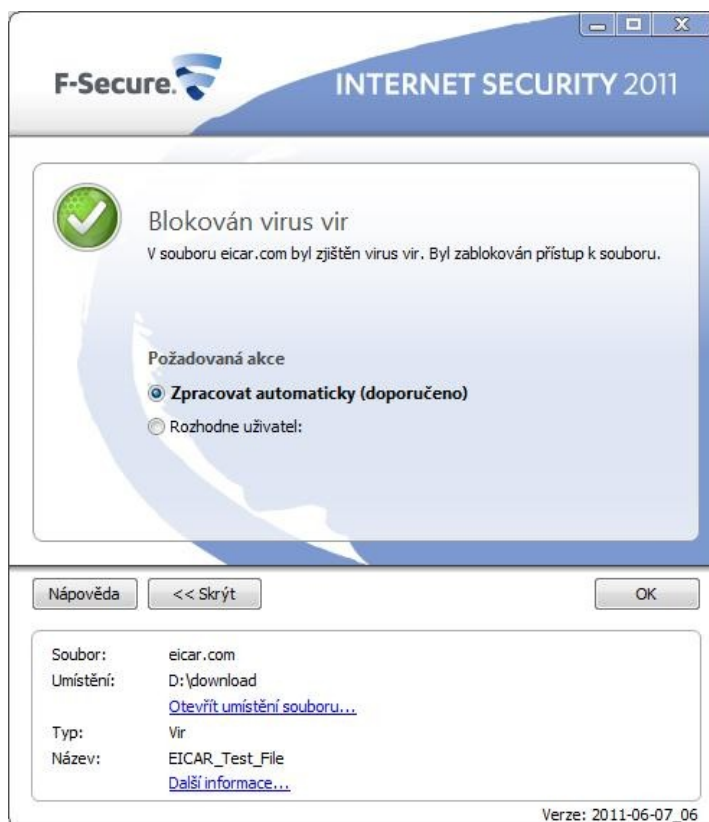 F-Secure.
INTERNET SECURITY 2011
Blokován virus vir
V souboru eicar.com byl zjištěn virus vir. Byl zablokován přístup k souboru.
Požadovaná akce
Zpracovat automaticky (doporučeno)
Rozhodne uživatel:
Nápověda
<< Skrýt
OK
Soubor: eicar.com
Umístění: D:\download
Otevřít umístění souboru...
Typ: Vir
Název: EICAR_Test_File
Další informace...
Verze: 2011-06-07_06